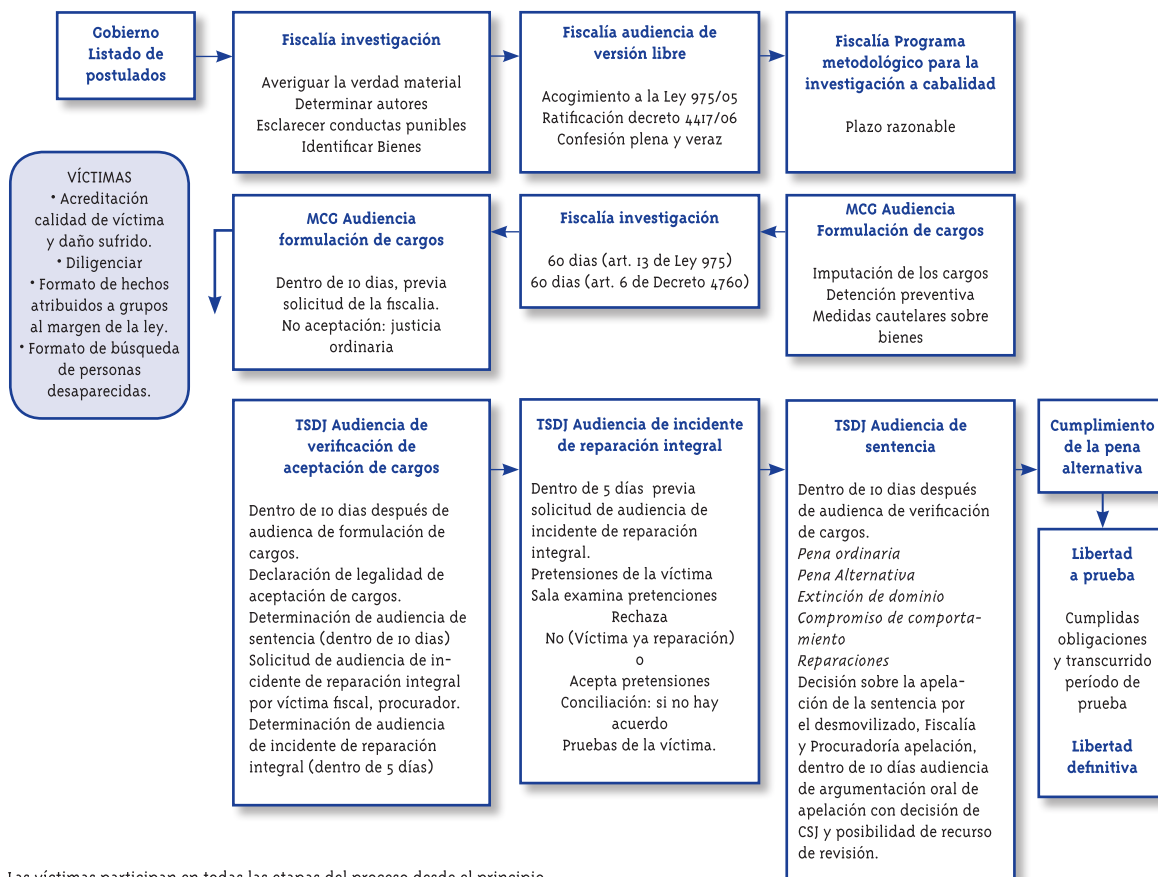 Gobierno
Listado de
postulados
Fiscalía investigación
Averiguar la verdad material
Determinar autores
Esclarecer conductas punibles
Identificar Bienes
Fiscalía audiencia de
versión libre
Acogimiento a la Ley 975/05
Ratificación decreto 4417/06
Confesión plena y veraz
Fiscalía Programa
metodológico para la
investigación a cabalidad
Plazo razonable
VÍCTIMAS
• Acreditación
calidad de víctima
y daño sufrido.
• Diligenciar
• Formato de hechos
atribuidos a grupos
al margen de la ley.
• Formato de búsqueda
de personas
desaparecidas.
MCG Audiencia
Formulación de cargos
Imputación de los cargos
Detención preventiva
Medidas cautelares sobre
bienes
Fiscalía investigación
60 dias (art. 13 de Ley 975)
60 dias (art. 6 de Decreto 4760)
MCG Audiencia
formulación de cargos
Dentro de 10 dias, previa
solicitud de la fiscalia.
No aceptación: justicia
ordinaria
TSDJ Audiencia de
verificación de
aceptación de cargos
Dentro de 10 dias después de
audienca de formulación de
cargos.
Declaración de legalidad de
aceptación de cargos.
Determinación de audiencia de
sentencia (dentro de 10 dias)
Solicitud de audiencia de in-
cidente de reparación integral
por víctima fiscal, procurador.
Determinación de audiencia
de incidente de reparación
integral (dentro de 5 días)
TSDJ Audiencia de incidente
de reparación integral
Dentro de 5 días previa
solicitud de audiencia de
incidente de reparación
integral.
Pretensiones de la víctima
Sala examina pretenciones
Rechaza
No (Víctima ya reparación)
o
Acepta pretensiones
Conciliación: si no hay
acuerdo
Pruebas de la víctima.
TSDJ Audiencia de
sentencia
Dentro de 10 dias después
de audienca de verificación
de cargos.
Pena ordinaria
Pena Alternativa
Extinción de dominio
Compromiso de comporta-
miento
Reparaciones
Decisión sobre la apela-
ción de la sentencia por
el desmovilizado, Fiscalía
y Procuradoría apelación,
dentro de 10 días audiencia
de argumentación oral de
apelación con decisión de
CSJ y posibilidad de recurso
de revisión.
Cumplimiento
de la pena
alternativa
Libertad
a prueba
Cumplidas
obligaciones
y transcurrido
período de
prueba
Libertad
definitiva
Las víctimas participan en todas las etapas del proceso desde el principio